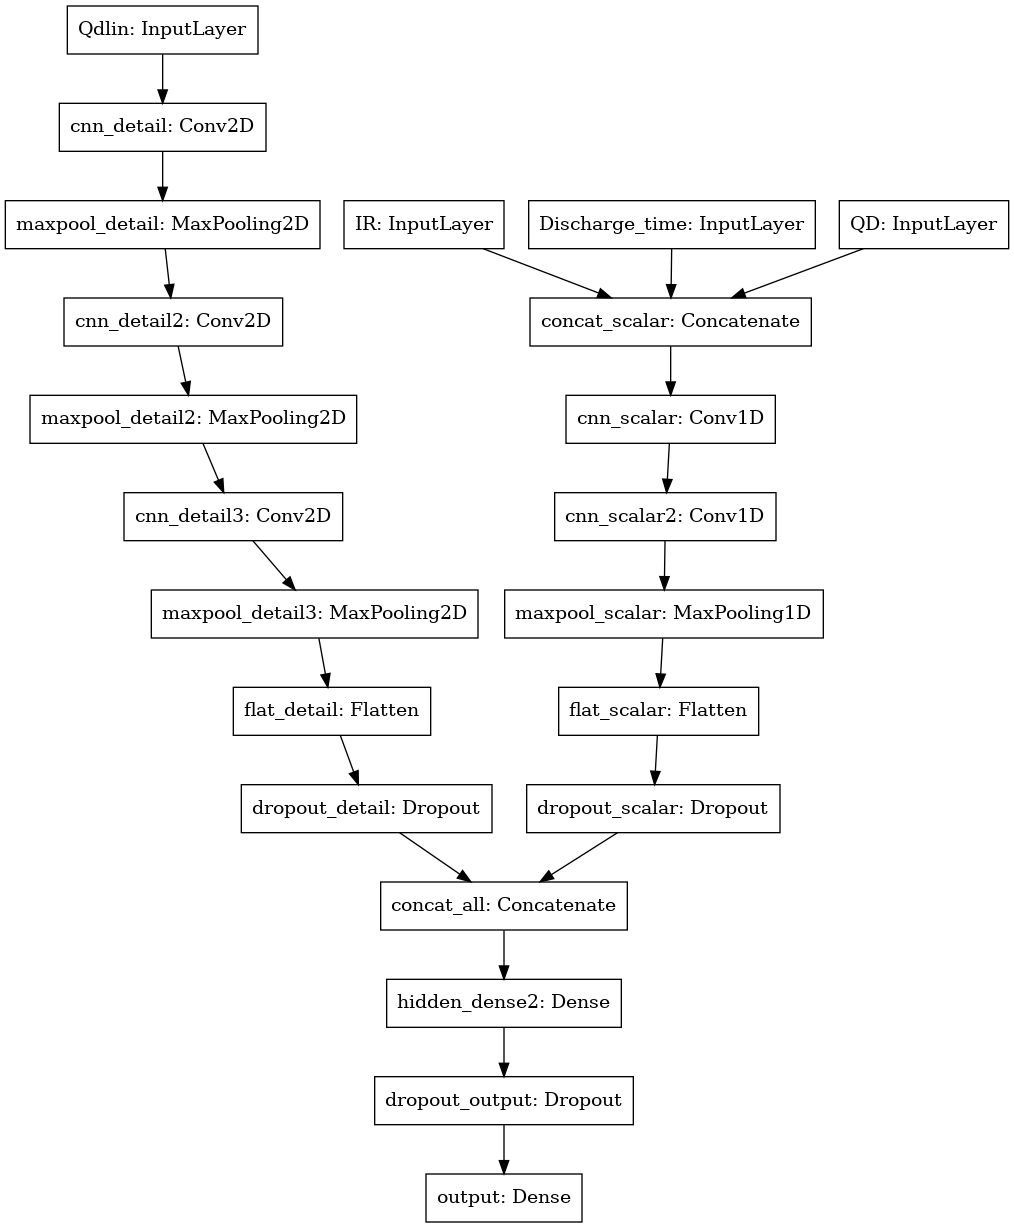 Qdlin: InputLayer
cnn_detail: Conv2D
maxpool_detail: MaxPooling2D
IR: InputLayer
Discharge_time: InputLayer
QD: InputLayer
cnn_detail2: Conv2D
concat_scalar: Concatenate
maxpool_detail2: MaxPooling2D
cnn_scalar: Conv1D
cnn_detail3: Conv2D
cnn_scalar2: Conv1D
maxpool_detail3: MaxPooling2D
maxpool_scalar: MaxPooling1D
flat_detail: Flatten
flat_scalar: Flatten
dropout_detail: Dropout
dropout_scalar: Dropout
concat_all: Concatenate
hidden_dense2: Dense
dropout_output: Dropout
output: Dense